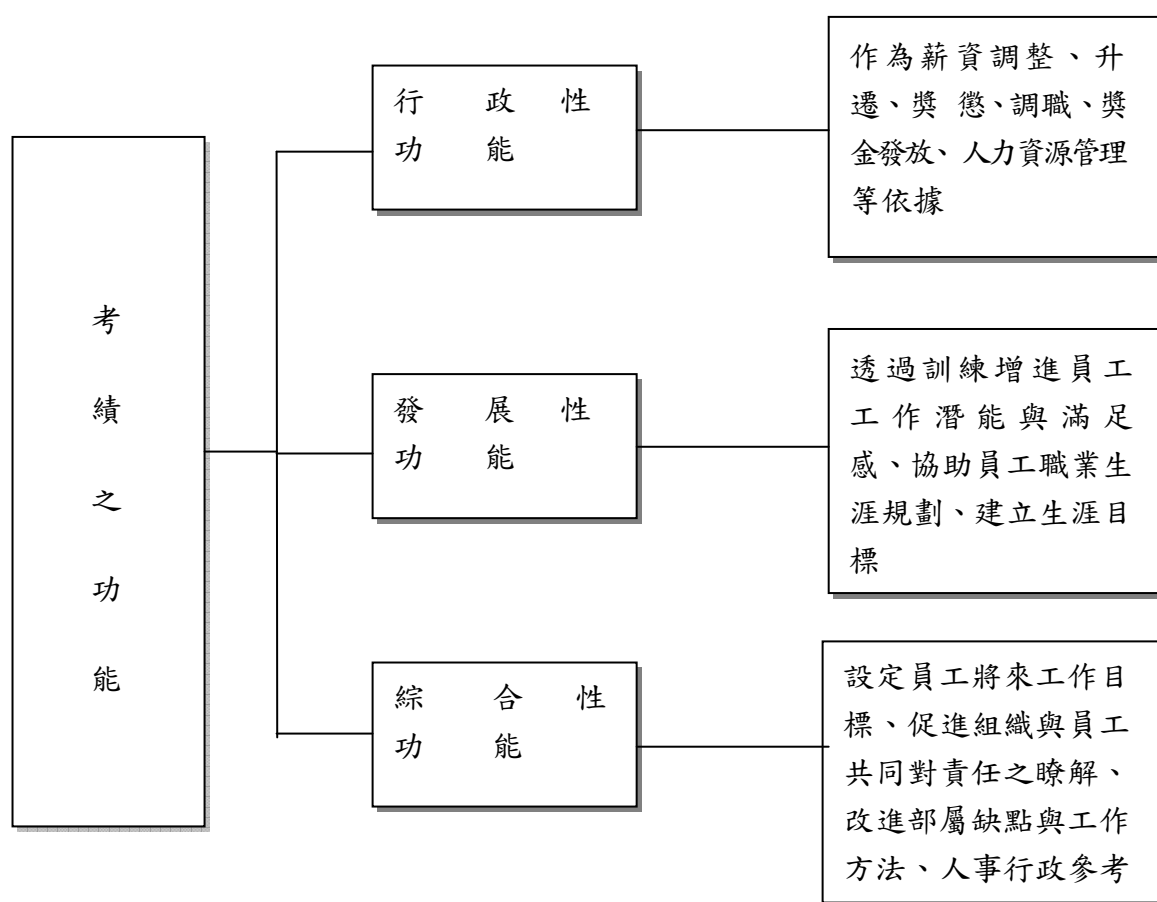 考
績
之
功
能
行政性
功能
作為薪資調整、升
遷、獎懲、調職、獎
金發放、人力資源管理
等依據
發展性
功能
透過訓練增進員工
工作潛能與滿足
感、協助員工職業生
涯規劃、建立生涯目
標
綜合性
功能
設定員工將來工作目
標、促進組織與員工
共同對責任之瞭解、
改進部屬缺點與工作
方法、人事行政參考